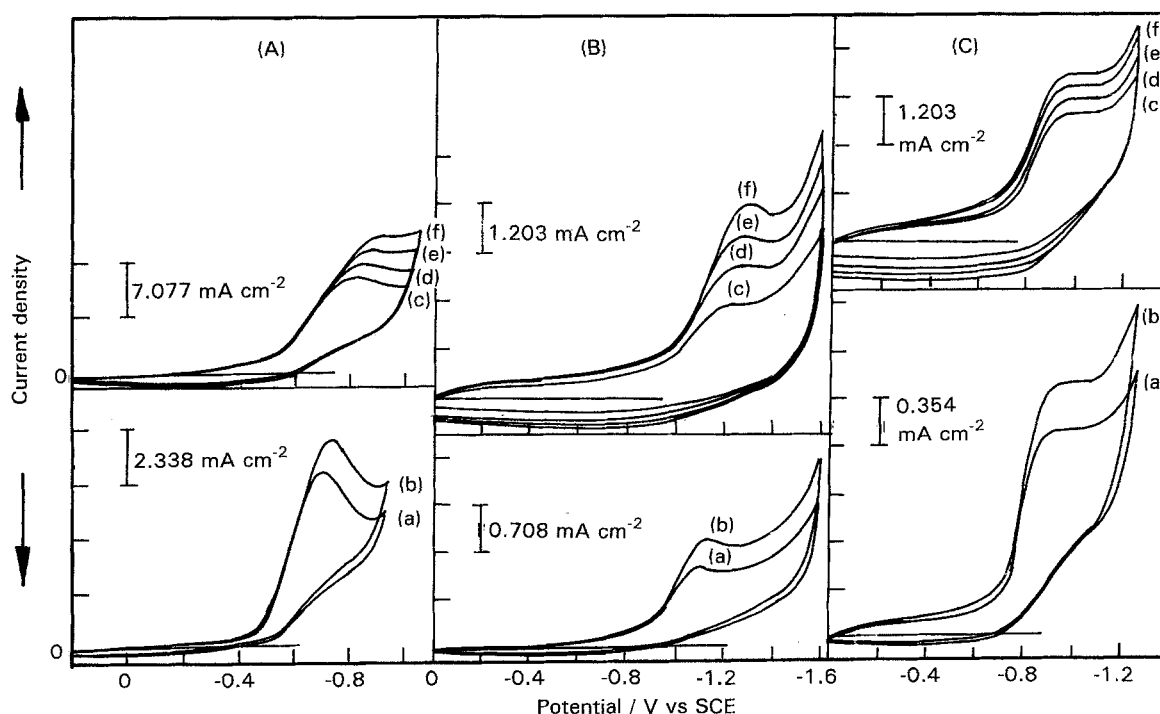 Current density
(A)
7.077 mA cm-2
(f)
(e)
(d)
(c)
0
2.338 mA cm-2
(b)
(a)
0
0 -0.4 -0.8
(B)
1.203 mA cm-2
(f)
(e)
(d)
(c)
0.708 mA cm-2
(b)
(a)
0 -0.4 -0.8 -1.2 -1.6
(C)
1.203
mA cm-2
(f
(e
(d
(c
0.354
mA cm-2
(b
(a
-0.4 -0.8 -1.2
Potential / V vs SCE